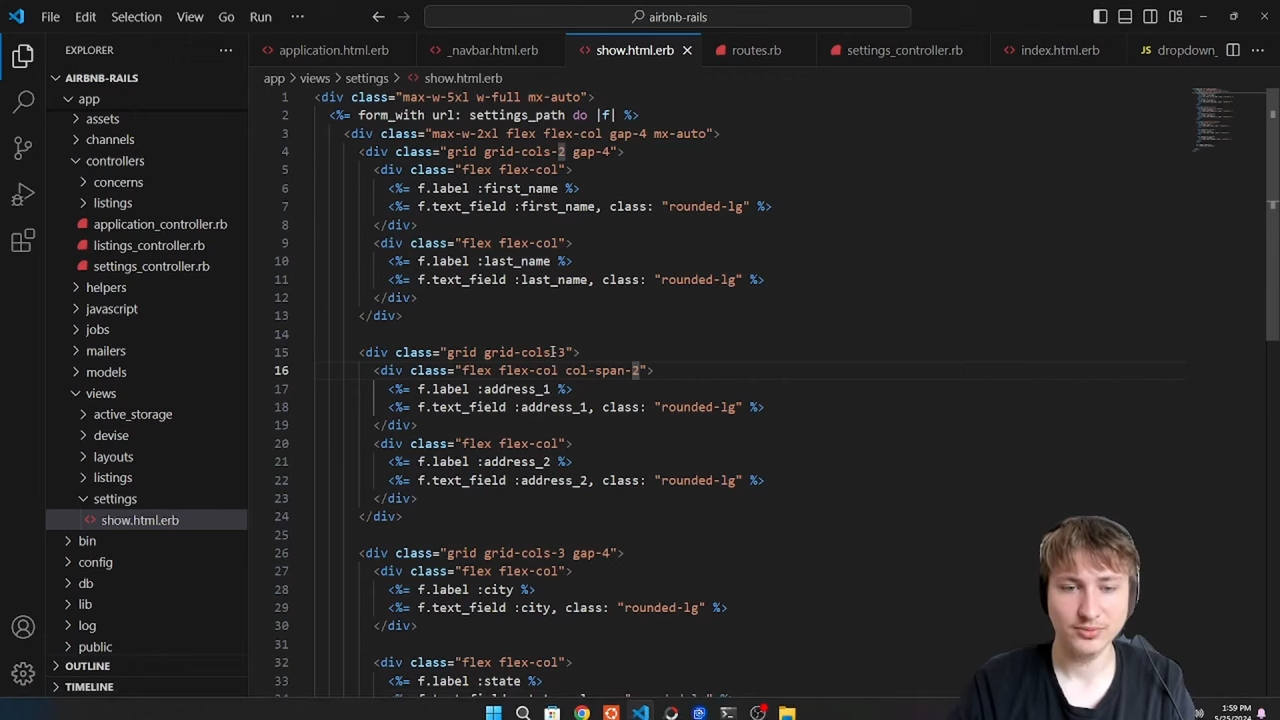 File Edit Selection View Go Run ··· airbnb-rails
EXPLORER ···
application.html.erb _navbar.html.erb show.html.erb routes.rb settings_controller.rb index.html.erb dropdown_
AIRBNB-RAILS
app
assets
channels
controllers
concerns
listings
application_controller.rb
listings_controller.rb
settings_controller.rb
helpers
javascript
jobs
mailers
models
views
active_storage
devise
layouts
listings
settings
show.html.erb
bin
config
db
lib
log
public
OUTLINE
TIMELINE
app > views > settings > show.html.erb
1 <div class="max-w-5xl w-full mx-auto">
2 <%= form_with url: settings_path do |f| %>
3 <div class="max-w-2xl flex flex-col gap-4 mx-auto">
4 <div class="grid grid-cols-2 gap-4">
5 <div class="flex flex-col">
6 <%= f.label :first_name %>
7 <%= f.text_field :first_name, class: "rounded-lg" %>
8 </div>
9 <div class="flex flex-col">
10 <%= f.label :last_name %>
11 <%= f.text_field :last_name, class: "rounded-lg" %>
12 </div>
13 </div>
14
15 <div class="grid grid-cols-3">
16 <div class="flex flex-col col-span-2">
17 <%= f.label :address_1 %>
18 <%= f.text_field :address_1, class: "rounded-lg" %>
19 </div>
20 <div class="flex flex-col">
21 <%= f.label :address_2 %>
22 <%= f.text_field :address_2, class: "rounded-lg" %>
23 </div>
24 </div>
25
26 <div class="grid grid-cols-3 gap-4">
27 <div class="flex flex-col">
28 <%= f.label :city %>
29 <%= f.text_field :city, class: "rounded-lg" %>
30 </div>
31
32 <div class="flex flex-col">
33 <%= f.label :state %>
1:59 PM
5/25/2024